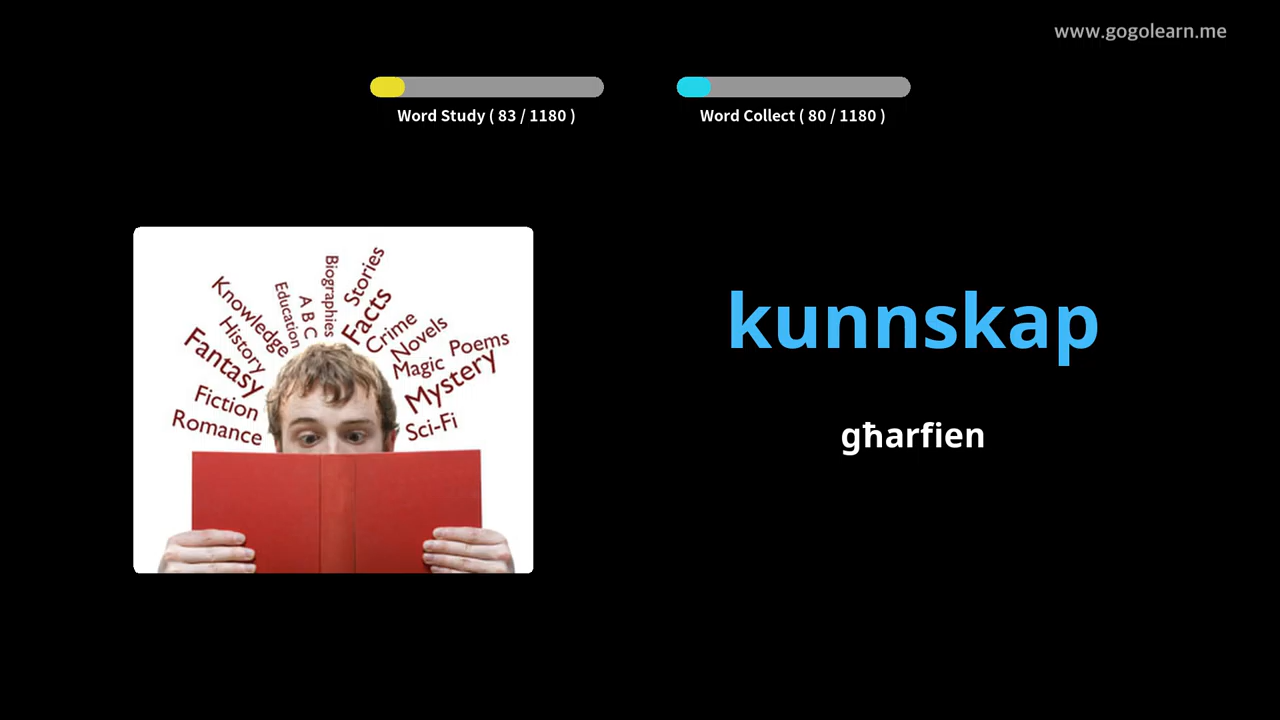 www.gogolearn.me
Word Study ( 83 / 1180 )
Word Collect ( 80 / 1180 )
Romance
Fiction
Fantasy
History
Knowledge
Education
A B C
Biographies
Stories
Facts
Crime
Novels
Magic
Poems
Mystery
Sci-Fi
kunnskap
għarfien